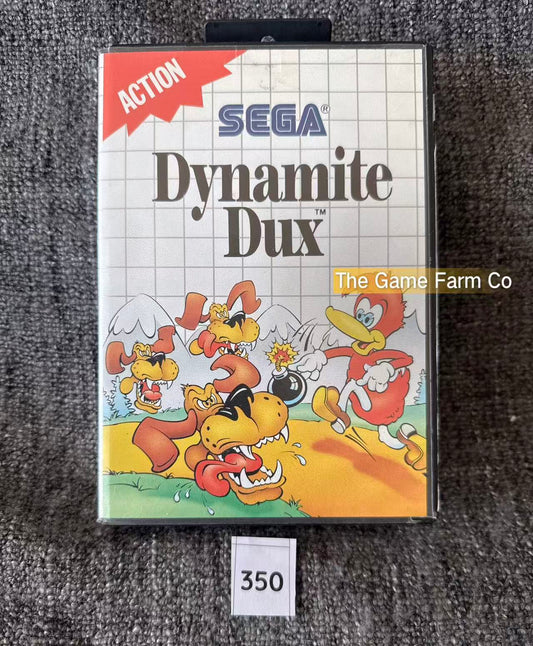 ACTION
SEGA®
Dynamite
Dux™
The Game Farm Co
350